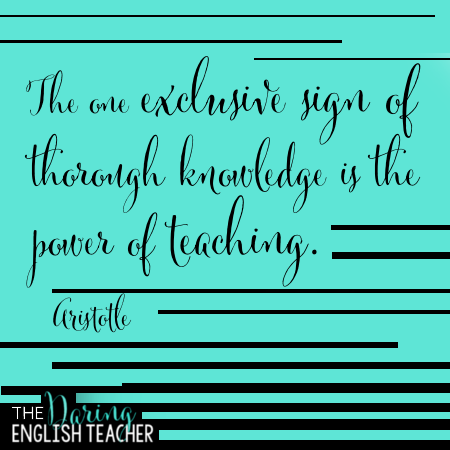 The one exclusive sign of
thorough knowledge is the
power of teaching.
Aristotle
THE Daring
ENGLISH TEACHER